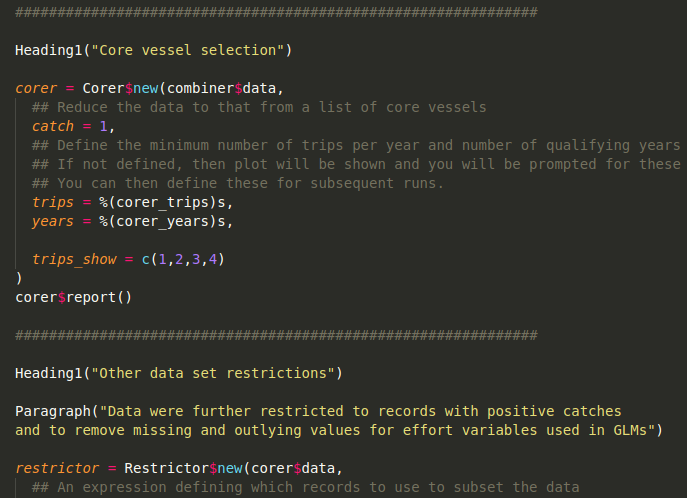 ##############################################################
Heading1("Core vessel selection")
corer = Corer$new(combiner$data,
## Reduce the data to that from a list of core vessels
catch = 1,
## Define the minimum number of trips per year and number of qualifying years
## If not defined, then plot will be shown and you will be prompted for these
## You can then define these for subsequent runs.
trips = %(corer_trips)s,
years = %(corer_years)s,
trips_show = c(1,2,3,4)
)
corer$report()
##############################################################
Heading1("Other data set restrictions")
Paragraph("Data were further restricted to records with positive catches
and to remove missing and outlying values for effort variables used in GLMs")
restrictor = Restrictor$new(corer$data,
## An expression defining which records to use to subset the data